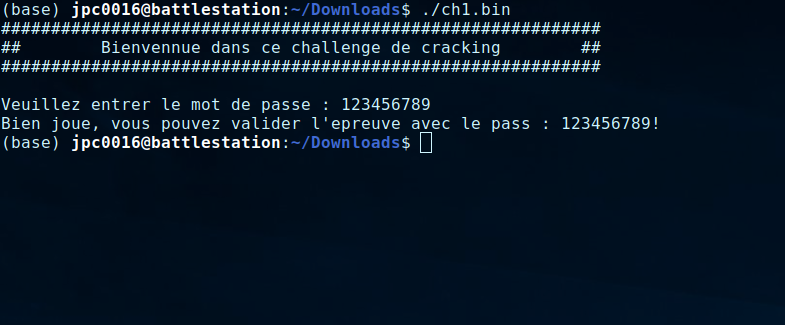 (base) jpc0016@battlestation:~/Downloads$ ./ch1.bin
############################################################
##        Bienvennue dans ce challenge de cracking        ##
############################################################
Veuillez entrer le mot de passe : 123456789
Bien joue, vous pouvez valider l'epreuve avec le pass : 123456789!
(base) jpc0016@battlestation:~/Downloads$